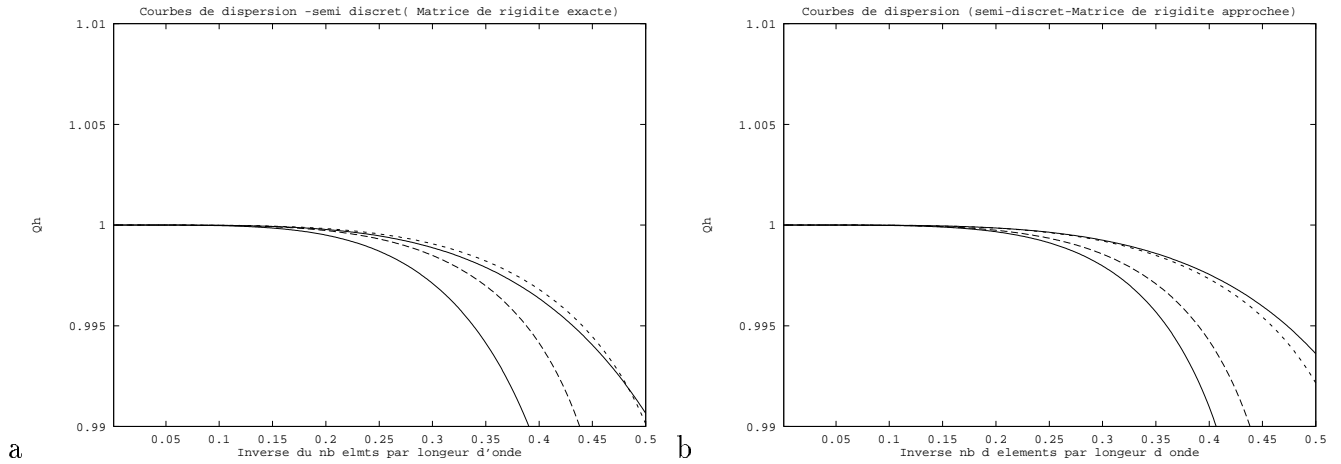 Courbes de dispersion -semi discret( Matrice de rigidite exacte)
1.01
1.005
1
0.995
0.99
Qh
0.05 0.1 0.15 0.2 0.25 0.3 0.35 0.4 0.45 0.5
Inverse du nb elmts par longeur d'onde
a
Courbes de dispersion (semi-discret-Matrice de rigidite approchee)
1.01
1.005
1
0.995
0.99
Qh
0.05 0.1 0.15 0.2 0.25 0.3 0.35 0.4 0.45 0.5
Inverse nb d elements par longeur d onde
b